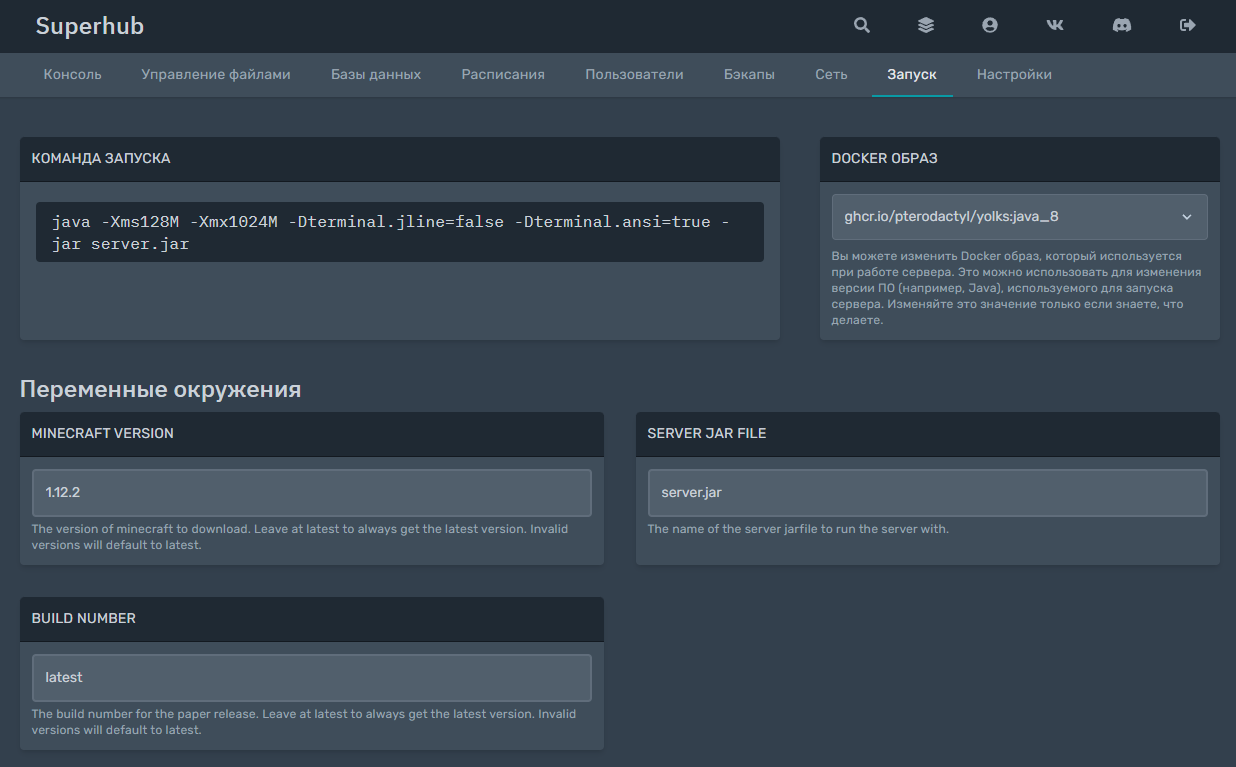 Superhub
Консоль Управление файлами Базы данных Расписания Пользователи Бэкапы Сеть Запуск Настройки
КОМАНДА ЗАПУСКА
java -Xms128M -Xmx1024M -Dterminal.jline=false -Dterminal.ansi=true -
jar server.jar
DOCKER ОБРАЗ
ghcr.io/pterodactyl/yolks:java_8
Вы можете изменить Docker образ, который используется
при работе сервера. Это можно использовать для изменения
версии ПО (например, Java), используемого для запуска
сервера. Изменяйте это значение только если знаете, что
делаете.
Переменные окружения
MINECRAFT VERSION
1.12.2
The version of minecraft to download. Leave at latest to always get the latest version. Invalid
versions will default to latest.
SERVER JAR FILE
server.jar
The name of the server jarfile to run the server with.
BUILD NUMBER
latest
The build number for the paper release. Leave at latest to always get the latest version. Invalid
versions will default to latest.